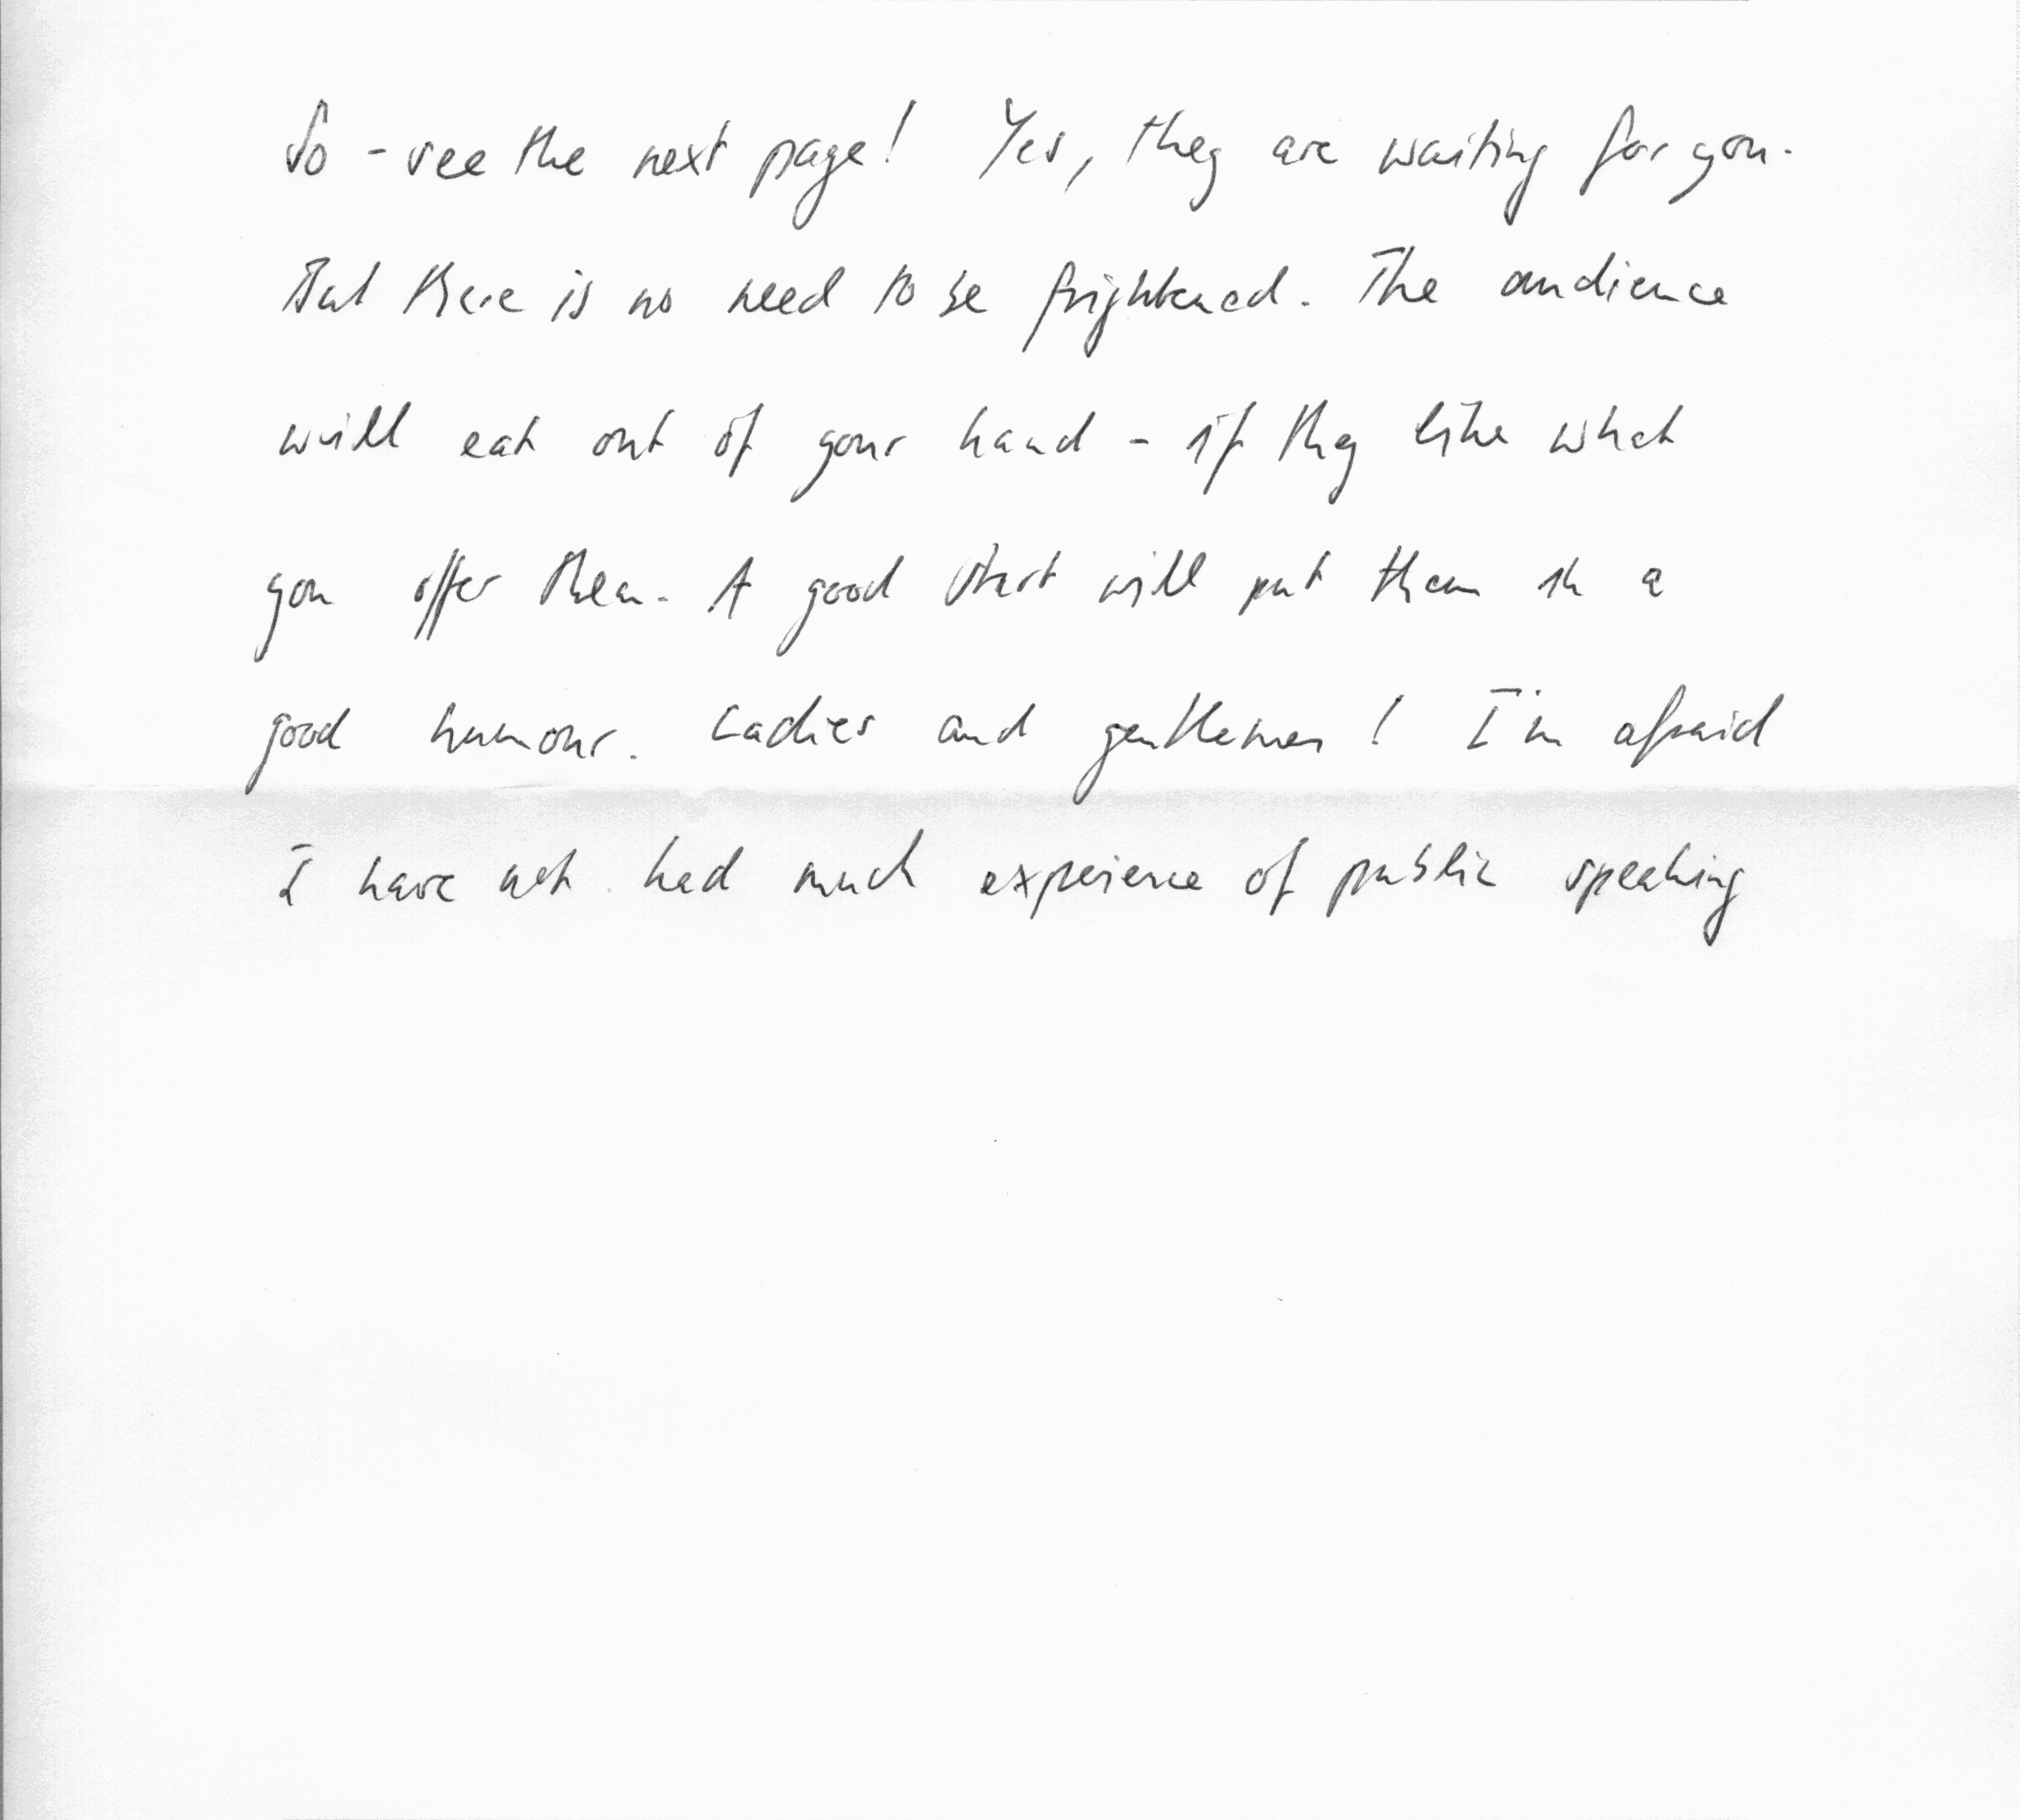 So - see the next page! Yes, they are waiting for you.
But there is no need to be frightened. The audience
will eat out of your hand - if they like what
you offer them. A good start will put them in a
good humour. Ladies and gentlemen! I'm afraid
I have not had much experience of public speaking